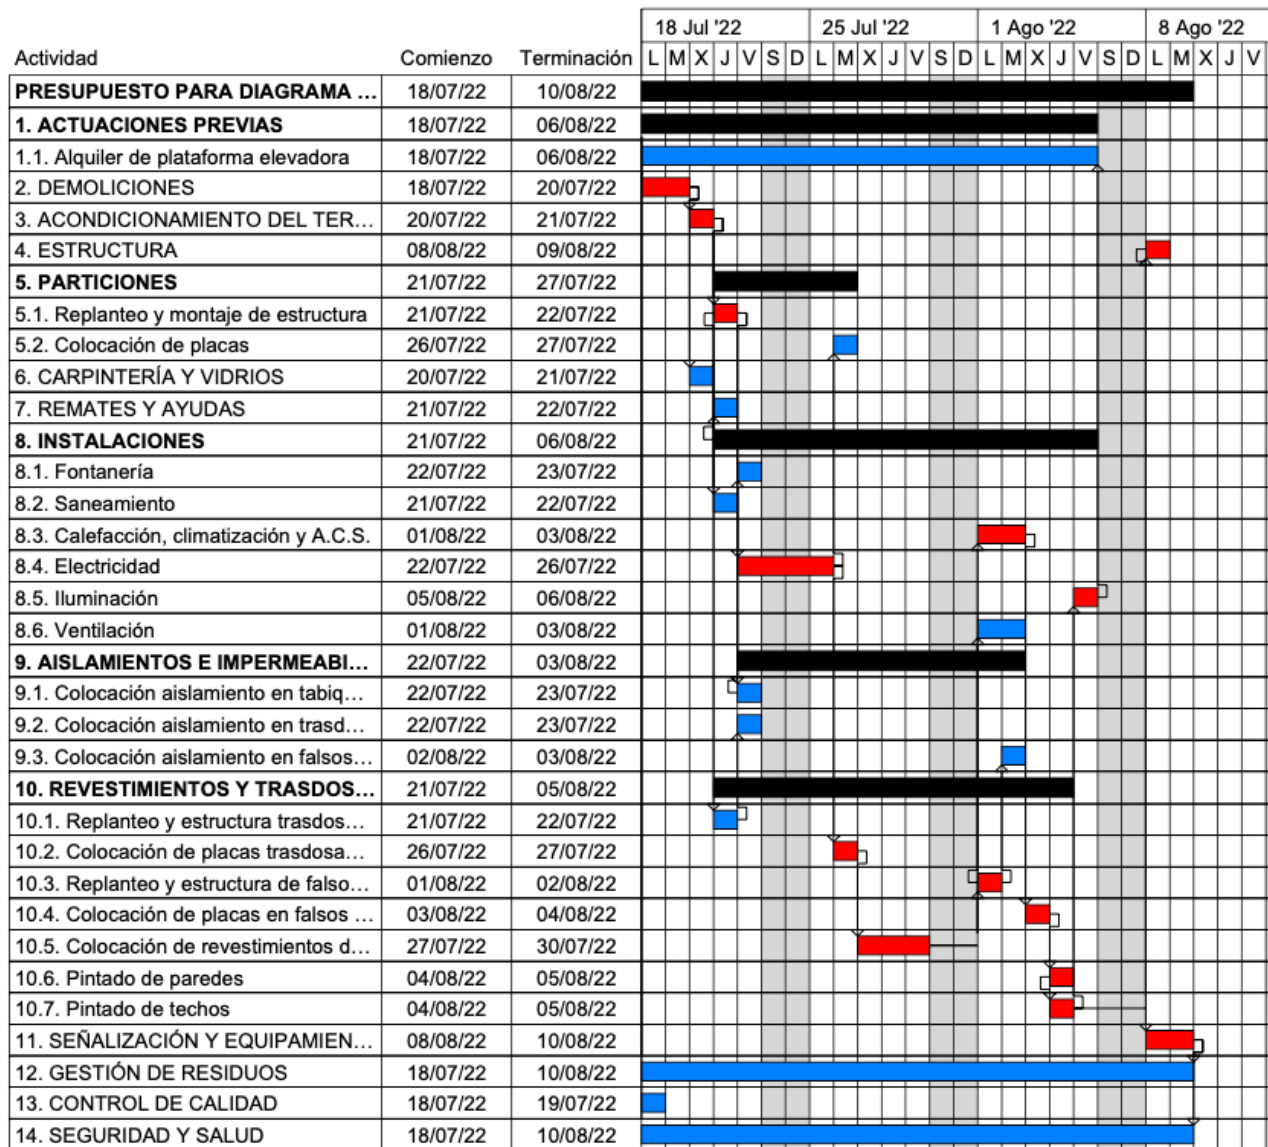 18 Jul '22 25 Jul '22 1 Ago '22 8 Ago '22
Actividad Comienzo Terminación L M X J V S D L M X J V S D L M X J V S D L M X J V
PRESUPUESTO PARA DIAGRAMA ... 18/07/22 10/08/22
1. ACTUACIONES PREVIAS 18/07/22 06/08/22
1.1. Alquiler de plataforma elevadora 18/07/22 06/08/22
2. DEMOLICIONES 18/07/22 20/07/22
3. ACONDICIONAMIENTO DEL TER... 20/07/22 21/07/22
4. ESTRUCTURA 08/08/22 09/08/22
5. PARTICIONES 21/07/22 27/07/22
5.1. Replanteo y montaje de estructura 21/07/22 22/07/22
5.2. Colocación de placas 26/07/22 27/07/22
6. CARPINTERÍA Y VIDRIOS 20/07/22 21/07/22
7. REMATES Y AYUDAS 21/07/22 22/07/22
8. INSTALACIONES 21/07/22 06/08/22
8.1. Fontanería 22/07/22 23/07/22
8.2. Saneamiento 21/07/22 22/07/22
8.3. Calefacción, climatización y A.C.S. 01/08/22 03/08/22
8.4. Electricidad 22/07/22 26/07/22
8.5. Iluminación 05/08/22 06/08/22
8.6. Ventilación 01/08/22 03/08/22
9. AISLAMIENTOS E IMPERMEABI... 22/07/22 03/08/22
9.1. Colocación aislamiento en tabiq... 22/07/22 23/07/22
9.2. Colocación aislamiento en trasd... 22/07/22 23/07/22
9.3. Colocación aislamiento en falsos... 02/08/22 03/08/22
10. REVESTIMIENTOS Y TRASDOS... 21/07/22 05/08/22
10.1. Replanteo y estructura trasdos... 21/07/22 22/07/22
10.2. Colocación de placas trasdosa... 26/07/22 27/07/22
10.3. Replanteo y estructura de falso... 01/08/22 02/08/22
10.4. Colocación de placas en falsos ... 03/08/22 04/08/22
10.5. Colocación de revestimientos d... 27/07/22 30/07/22
10.6. Pintado de paredes 04/08/22 05/08/22
10.7. Pintado de techos 04/08/22 05/08/22
11. SEÑALIZACIÓN Y EQUIPAMIEN... 08/08/22 10/08/22
12. GESTIÓN DE RESIDUOS 18/07/22 10/08/22
13. CONTROL DE CALIDAD 18/07/22 19/07/22
14. SEGURIDAD Y SALUD 18/07/22 10/08/22